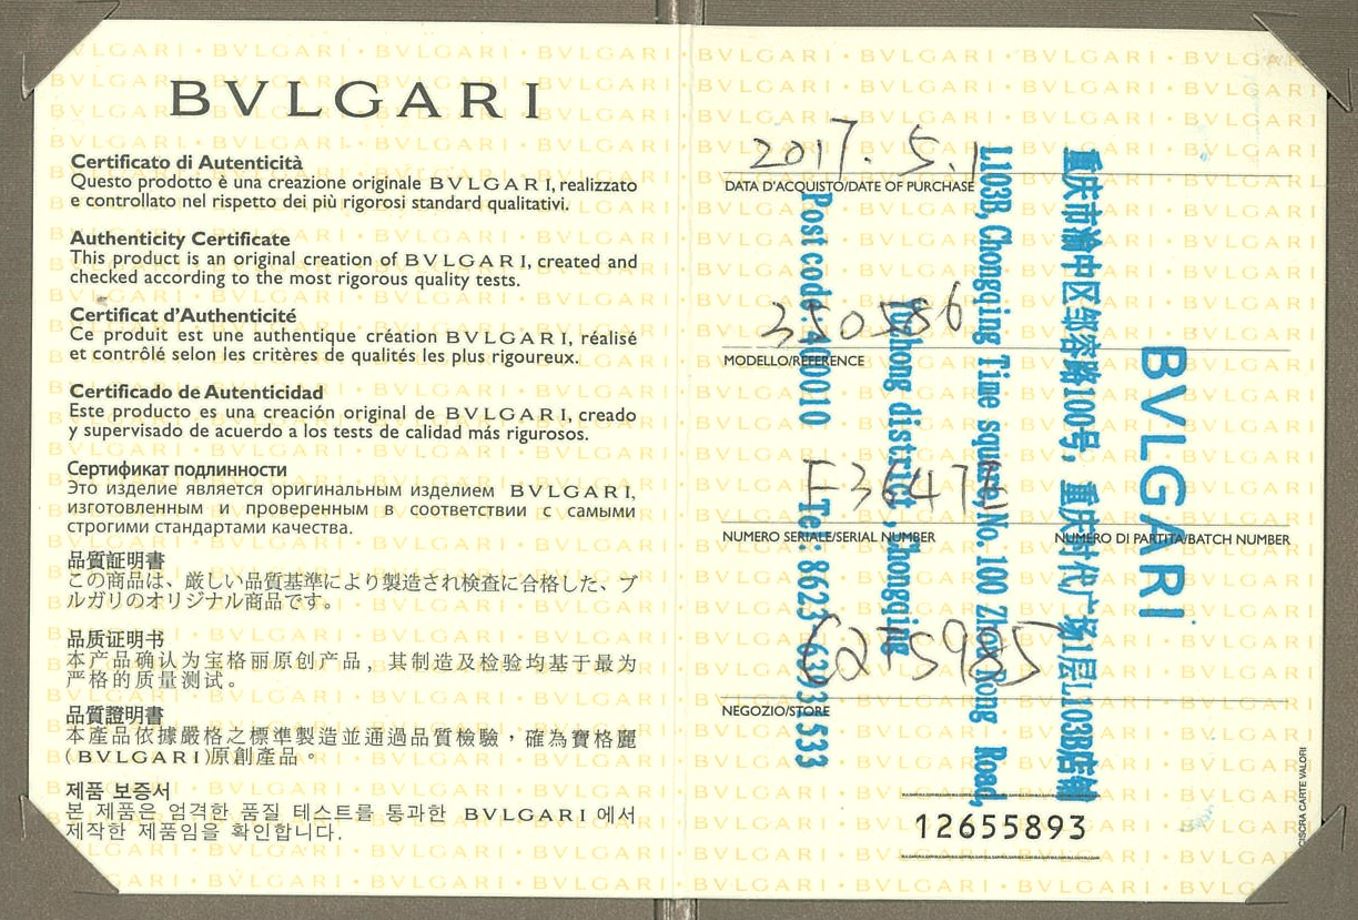 BVLGARI
Certificato di Autenticità
Questo prodotto è una creazione originale BVLGARI, realizzato
e controllato nel rispetto dei più rigorosi standard qualitativi.
Authenticity Certificate
This product is an original creation of BVLGARI, created and
checked according to the most rigorous quality tests.
Certificat d'Authenticité
Ce produit est une authentique création BVLGARI, réalisé
et contrôlé selon les critères de qualités les plus rigoureux.
Certificado de Autenticidad
Este producto es una creación original de BVLGARI, creado
y supervisado de acuerdo a los tests de calidad más rigurosos.
Сертификат подлинности
Это изделие является оригинальным изделием BVLGARI,
изготовленным и проверенным в соответствии с самыми
строгими стандартами качества.
品質証明書
この商品は、厳しい品質基準により製造され検査に合格した、ブ
ルガリのオリジナル商品です。
品质证明书
本产品确认为宝格丽原创产品，其制造及检验均基于最为
严格的质量测试。
品質證明書
本產品依據嚴格之標準製造並通過品質檢驗，確為寶格麗
(BVLGARI)原創產品。
제품 보증서
본 제품은 엄격한 품질 테스트를 통과한 BVLGARI에서
제작한 제품임을 확인합니다.
2017.5.1
DATA D'ACQUISTO/DATE OF PURCHASE
350586
MODELLO/REFERENCE
NUMERO SERIALE/SERIAL NUMBER
NUMERO DI PARTITA/BATCH NUMBER
NEGOZIO/STORE
12655893
CISCRA CARTE VALORI
BVLGARI
重庆市渝中区邹容路100号，重庆时代广场1层L103B店铺
L103B, Chongqing Time square, No. 100 Zhou Rong Road,
Yuzhong district, Chongqing
Post code: 400010 Tel: 8623 63931533